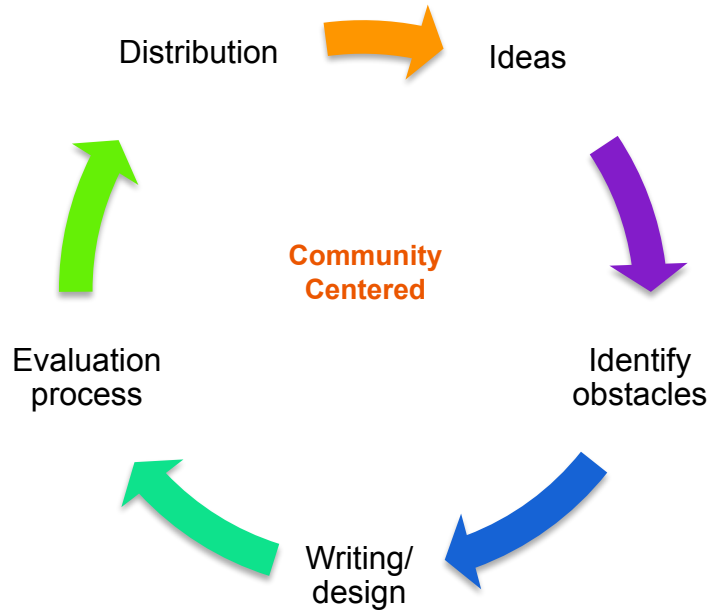 Distribution
Ideas
Community
Centered
Evaluation
process
Identify
obstacles
Writing/
design